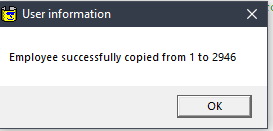 User information
Employee successfully copied from 1 to 2946
OK